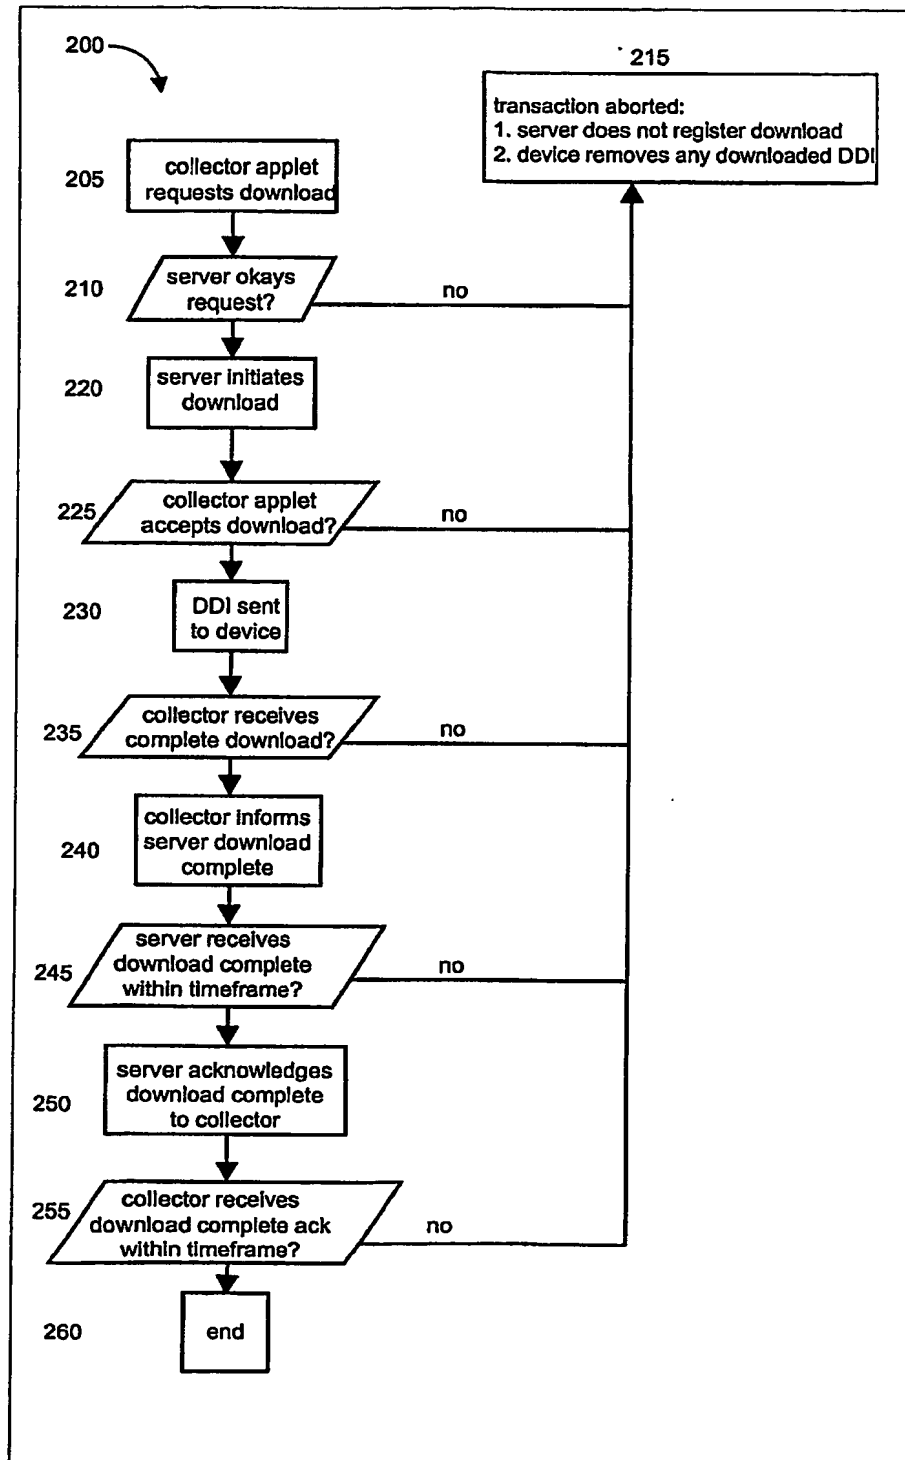 200
215
transaction aborted:
1. server does not register download
2. device removes any downloaded DDI
205
collector applet
requests download
210
server okays
request?
no
220
server initiates
download
225
collector applet
accepts download?
no
230
DDI sent
to device
235
collector receives
complete download?
no
240
collector informs
server download
complete
245
server receives
download complete
within timeframe?
no
250
server acknowledges
download complete
to collector
255
collector receives
download complete ack
within timeframe?
no
260
end